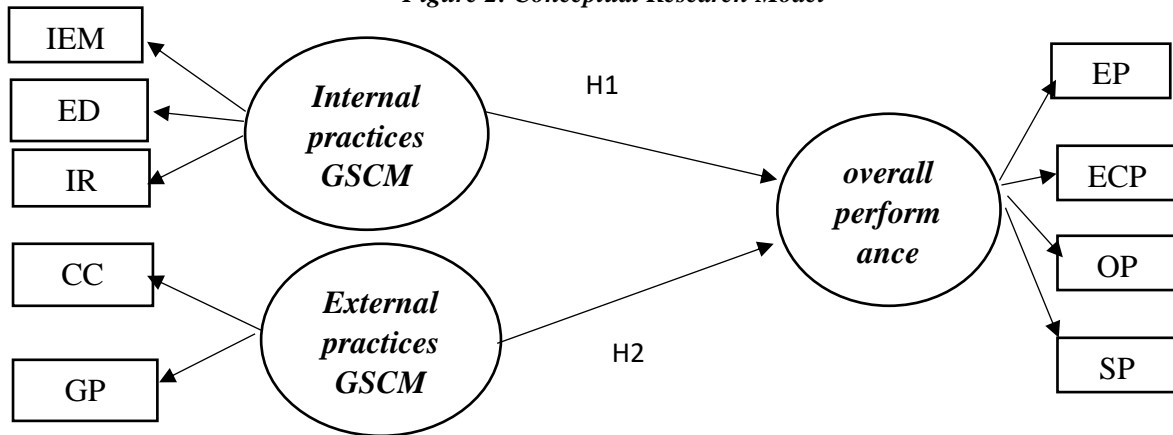 Figure 2: Conceptual Research Model
IEM
ED
IR
CC
GP
Internal
practices
GSCM
External
practices
GSCM
H1
H2
overall
perform
ance
EP
ECP
OP
SP